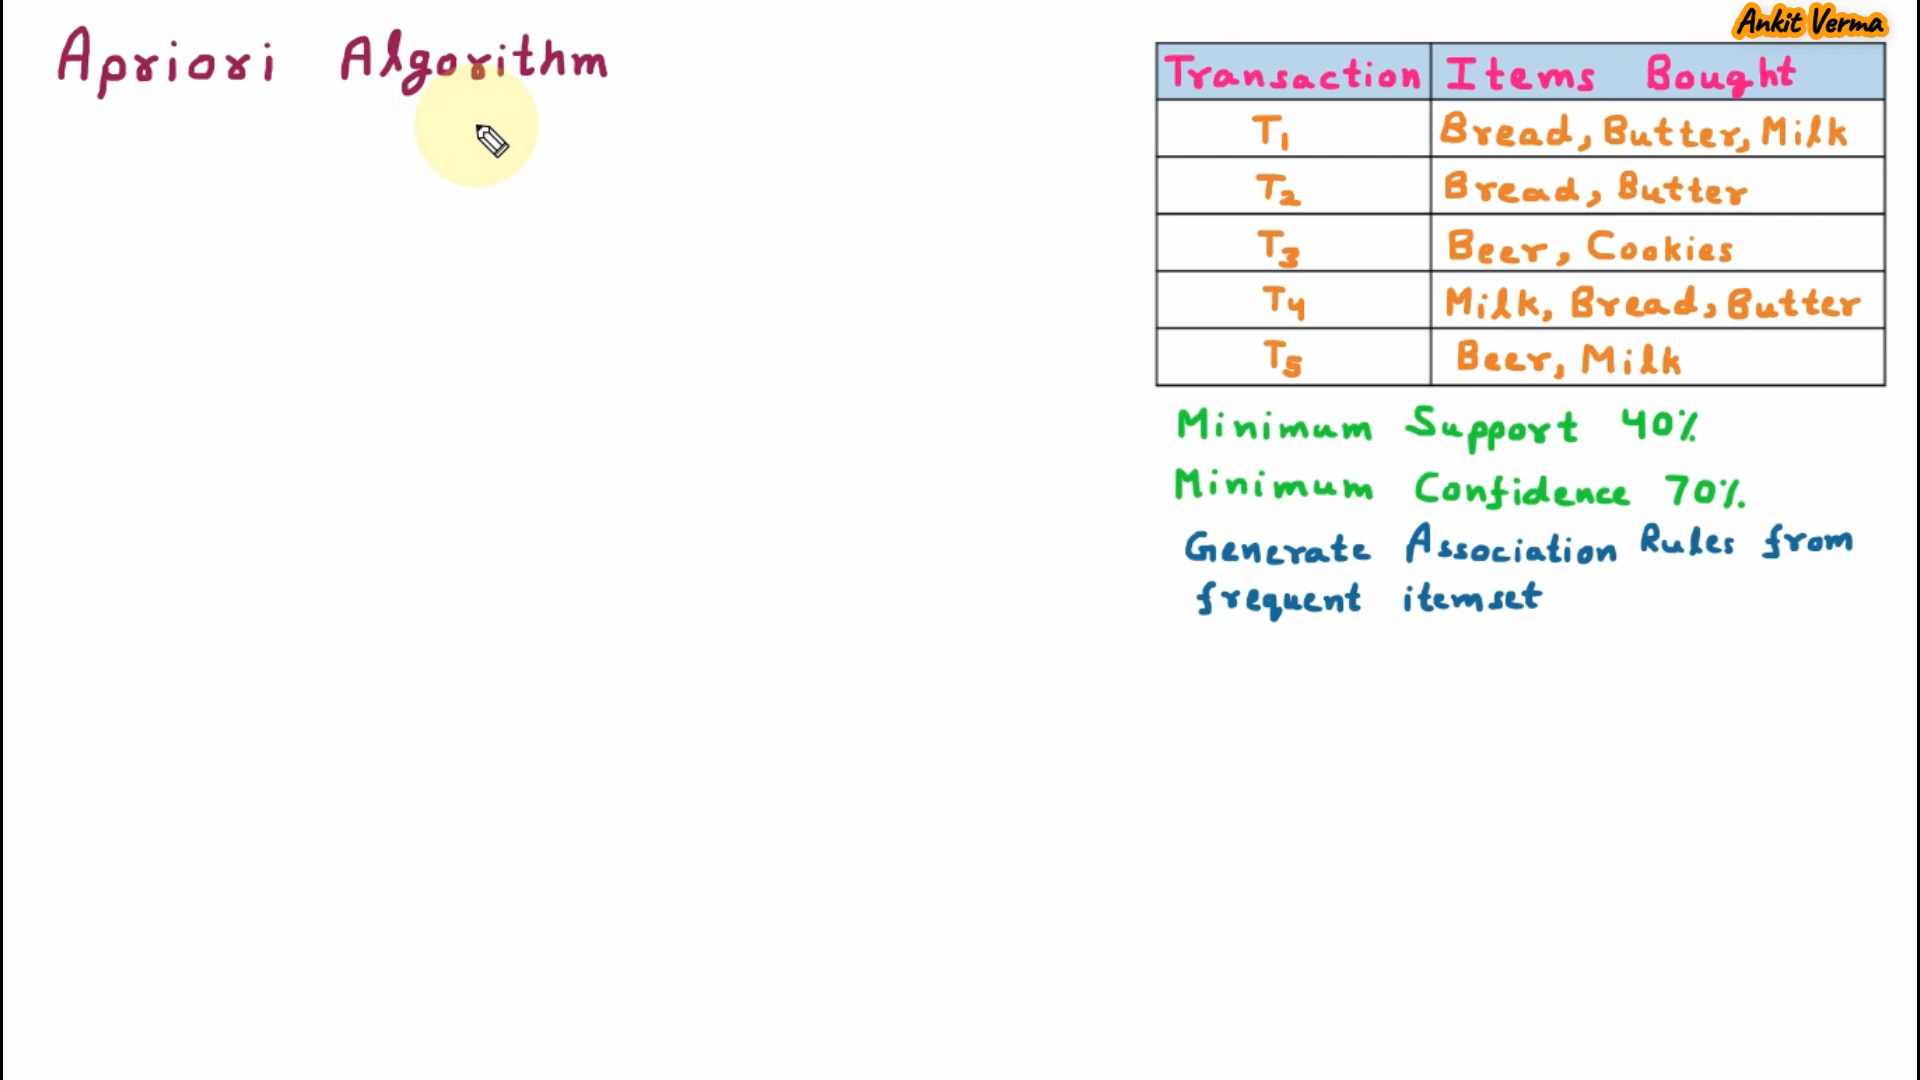 Ankit Verma
Apriori Algorithm
Transaction Items Bought
T1 Bread, Butter, Milk
T2 Bread, Butter
T3 Beer, Cookies
T4 Milk, Bread, Butter
T5 Beer, Milk
Minimum Support 40%
Minimum Confidence 70%
Generate Association Rules from
frequent itemset